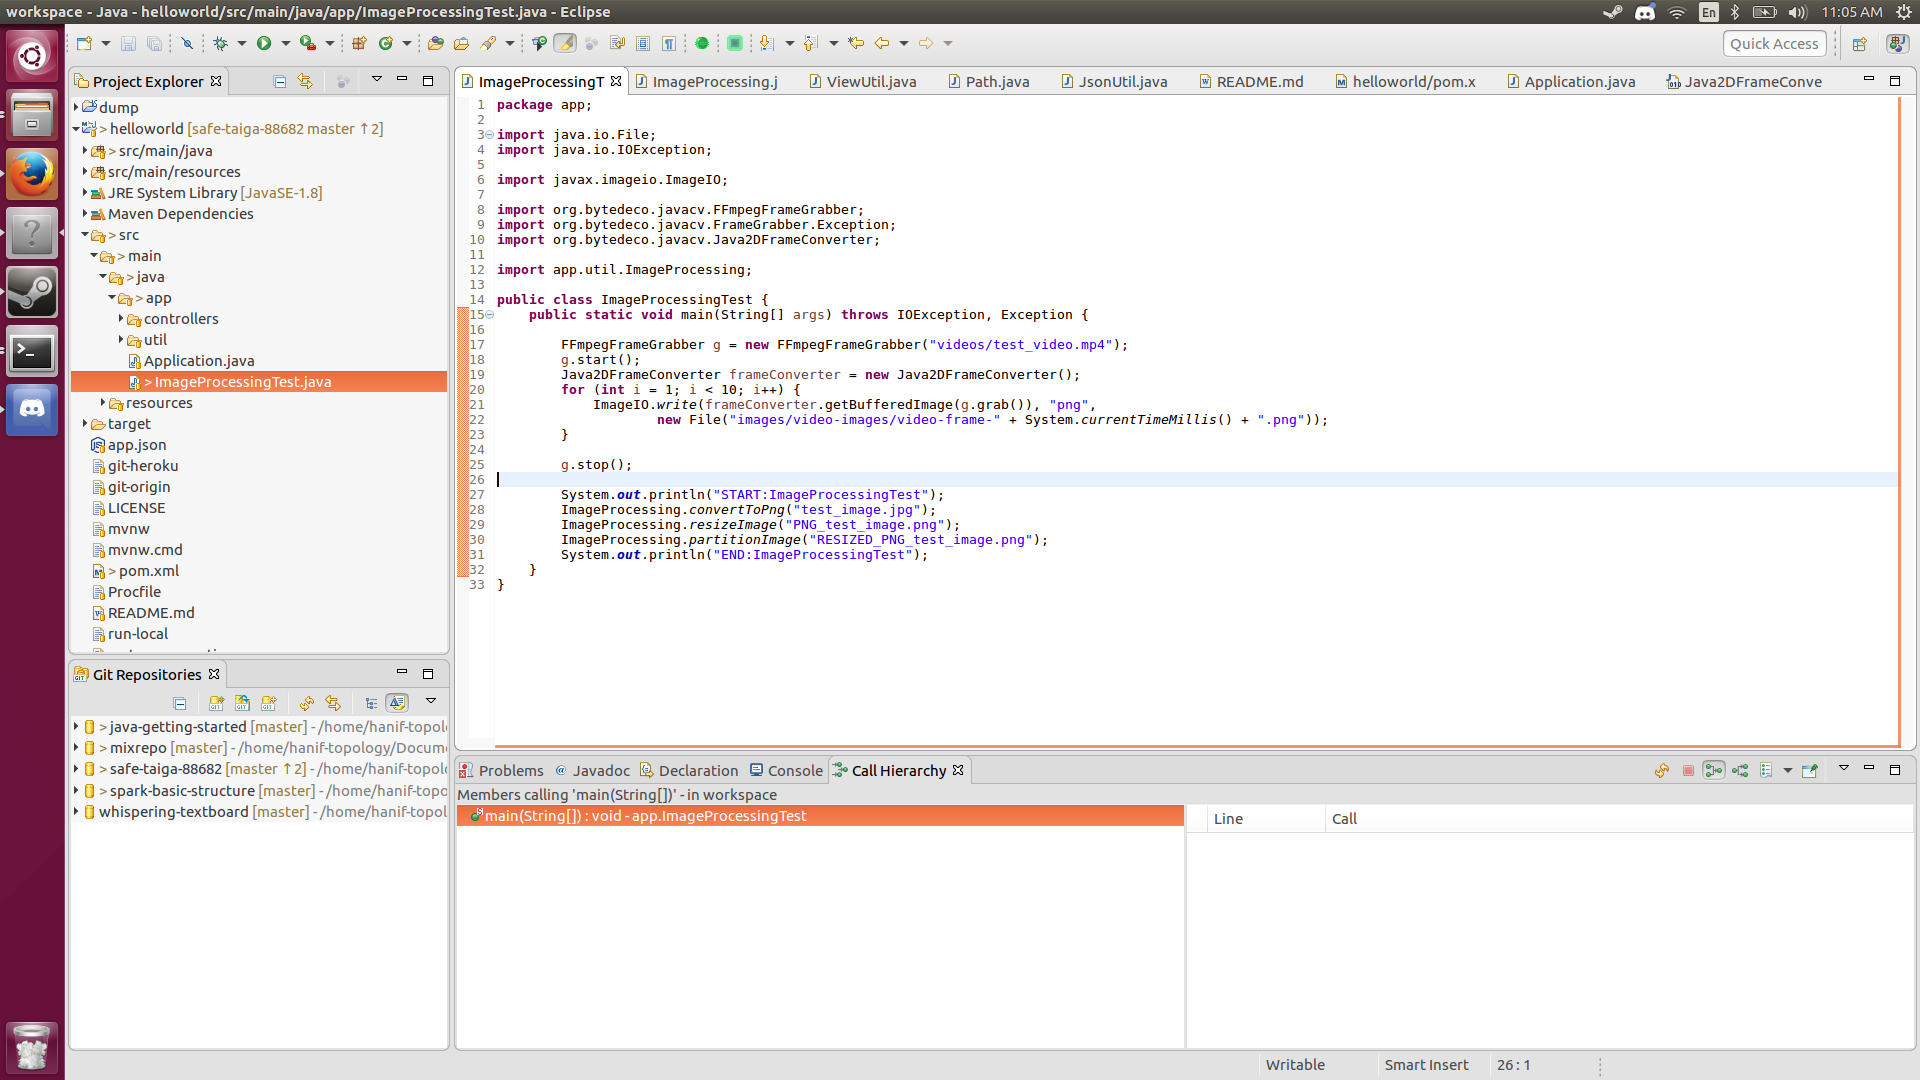 workspace - Java - helloworld/src/main/java/app/ImageProcessingTest.java - Eclipse
En
11:05 AM
Quick Access
Project Explorer
dump
> helloworld [safe-taiga-88682 master ↑2]
> src/main/java
src/main/resources
JRE System Library [JavaSE-1.8]
Maven Dependencies
> src
> main
> java
> app
controllers
util
Application.java
> ImageProcessingTest.java
resources
target
app.json
git-heroku
git-origin
LICENSE
mvnw
mvnw.cmd
> pom.xml
Procfile
README.md
run-local
Git Repositories
> java-getting-started [master] - /home/hanif-topolo
> mixrepo [master] - /home/hanif-topology/Docume
> safe-taiga-88682 [master ↑2] - /home/hanif-topolo
> spark-basic-structure [master] - /home/hanif-topo
whispering-textboard [master] - /home/hanif-topol
ImageProcessingT
ImageProcessing.j
ViewUtil.java
Path.java
JsonUtil.java
README.md
helloworld/pom.x
Application.java
Java2DFrameConve
1 package app;
2
3 import java.io.File;
4 import java.io.IOException;
5
6 import javax.imageio.ImageIO;
7
8 import org.bytedeco.javacv.FFmpegFrameGrabber;
9 import org.bytedeco.javacv.FrameGrabber.Exception;
10 import org.bytedeco.javacv.Java2DFrameConverter;
11
12 import app.util.ImageProcessing;
13
14 public class ImageProcessingTest {
15 public static void main(String[] args) throws IOException, Exception {
16
17 FFmpegFrameGrabber g = new FFmpegFrameGrabber("videos/test_video.mp4");
18 g.start();
19 Java2DFrameConverter frameConverter = new Java2DFrameConverter();
20 for (int i = 1; i < 10; i++) {
21 ImageIO.write(frameConverter.getBufferedImage(g.grab()), "png",
22 new File("images/video-images/video-frame-" + System.currentTimeMillis() + ".png"));
23 }
24
25 g.stop();
26
27 System.out.println("START:ImageProcessingTest");
28 ImageProcessing.convertToPng("test_image.jpg");
29 ImageProcessing.resizeImage("PNG_test_image.png");
30 ImageProcessing.partitionImage("RESIZED_PNG_test_image.png");
31 System.out.println("END:ImageProcessingTest");
32 }
33 }
Problems
@ Javadoc
Declaration
Console
Call Hierarchy
Members calling 'main(String[])' - in workspace
main(String[]) : void - app.ImageProcessingTest
Line
Call
Writable
Smart Insert
26 : 1